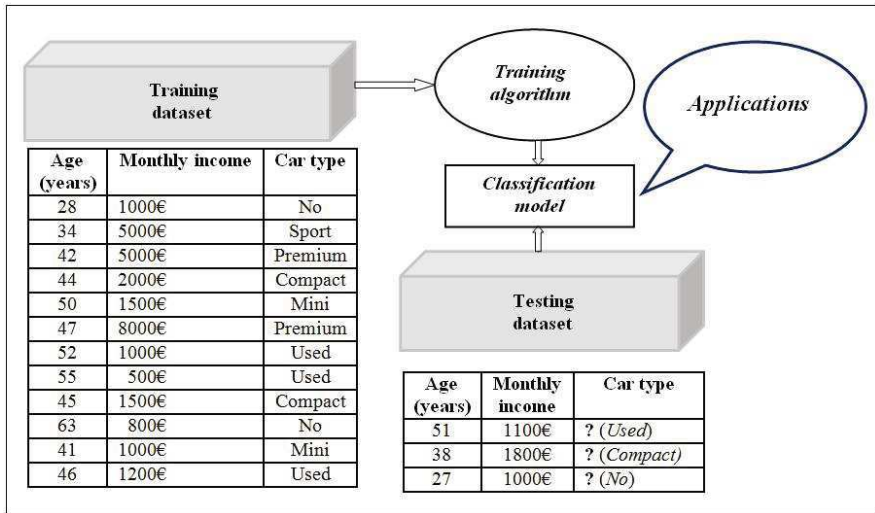 Training
dataset
Training
algorithm
Applications
Age
(years)
Monthly income
Car type
28 1000€ No
34 5000€ Sport
42 5000€ Premium
44 2000€ Compact
50 1500€ Mini
47 8000€ Premium
52 1000€ Used
55 500€ Used
45 1500€ Compact
63 800€ No
41 1000€ Mini
46 1200€ Used
Classification
model
Testing
dataset
Age
(years)
Monthly
income
Car type
51 1100€ ? (Used)
38 1800€ ? (Compact)
27 1000€ ? (No)